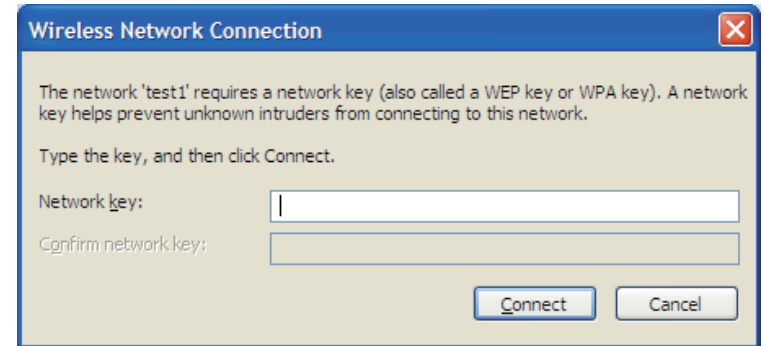 Wireless Network Connection
The network 'test1' requires a network key (also called a WEP key or WPA key). A network
key helps prevent unknown intruders from connecting to this network.
Type the key, and then click Connect.
Network key:
Confirm network key:
Connect Cancel